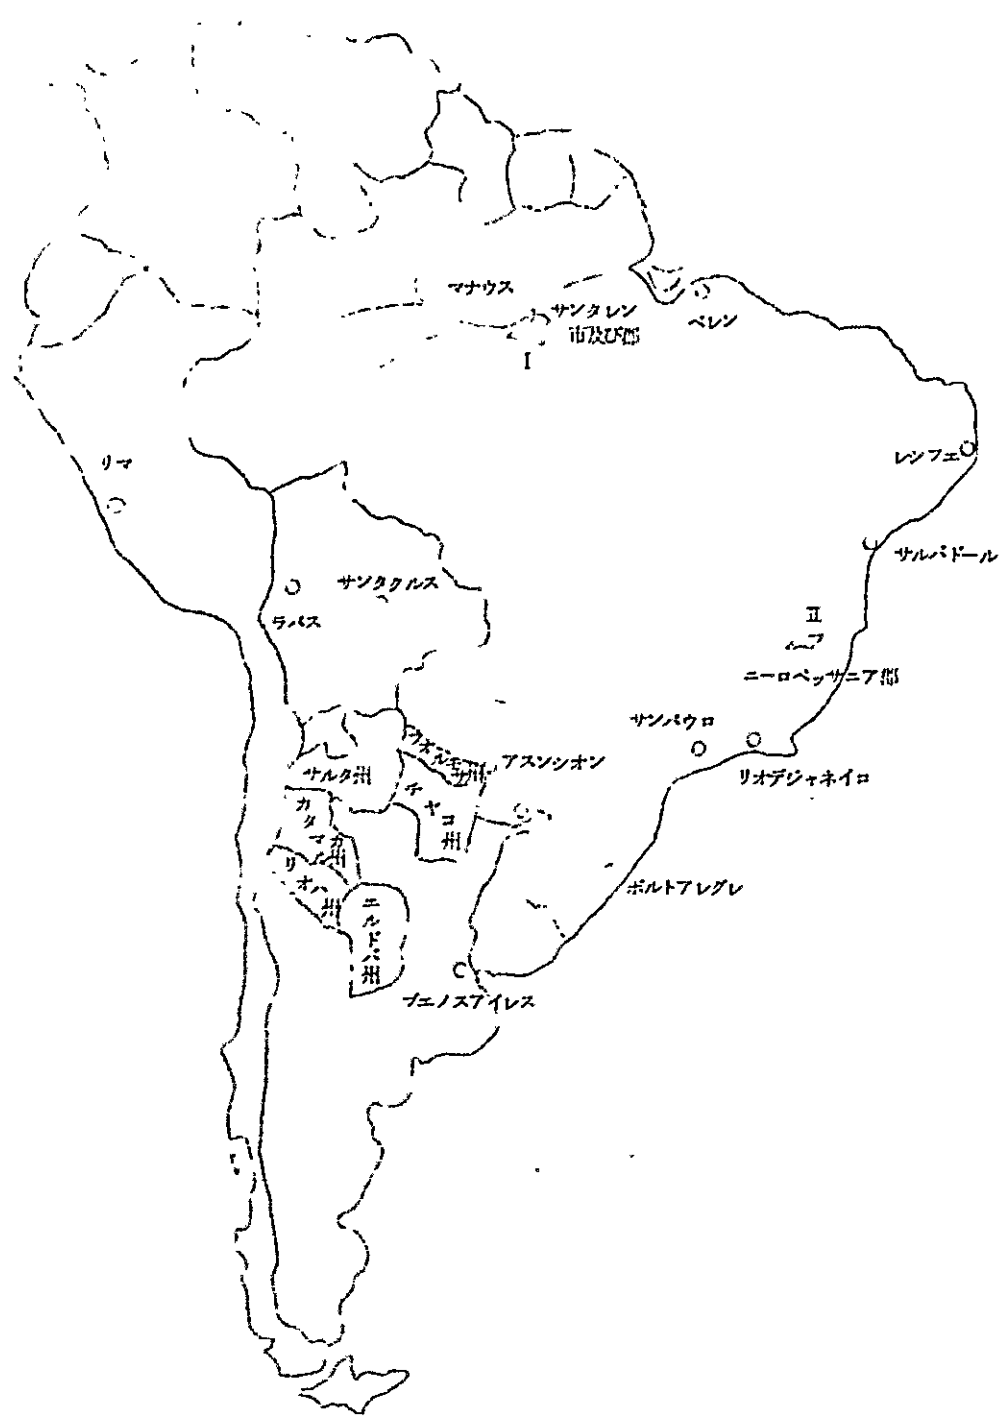 マナウス
サンタレン
市及び郡
I
ベレン
レシフェ
リマ
サルバドール
サンタクルス
ラパス
II
ニーロペッサニア郡
サンパウロ
リオデジャネイロ
アスンシオン
サルタ州
チャコ州
カタマルカ州
リオハ州
エルドバ州
ポルトアレグレ
ブエノスアイレス